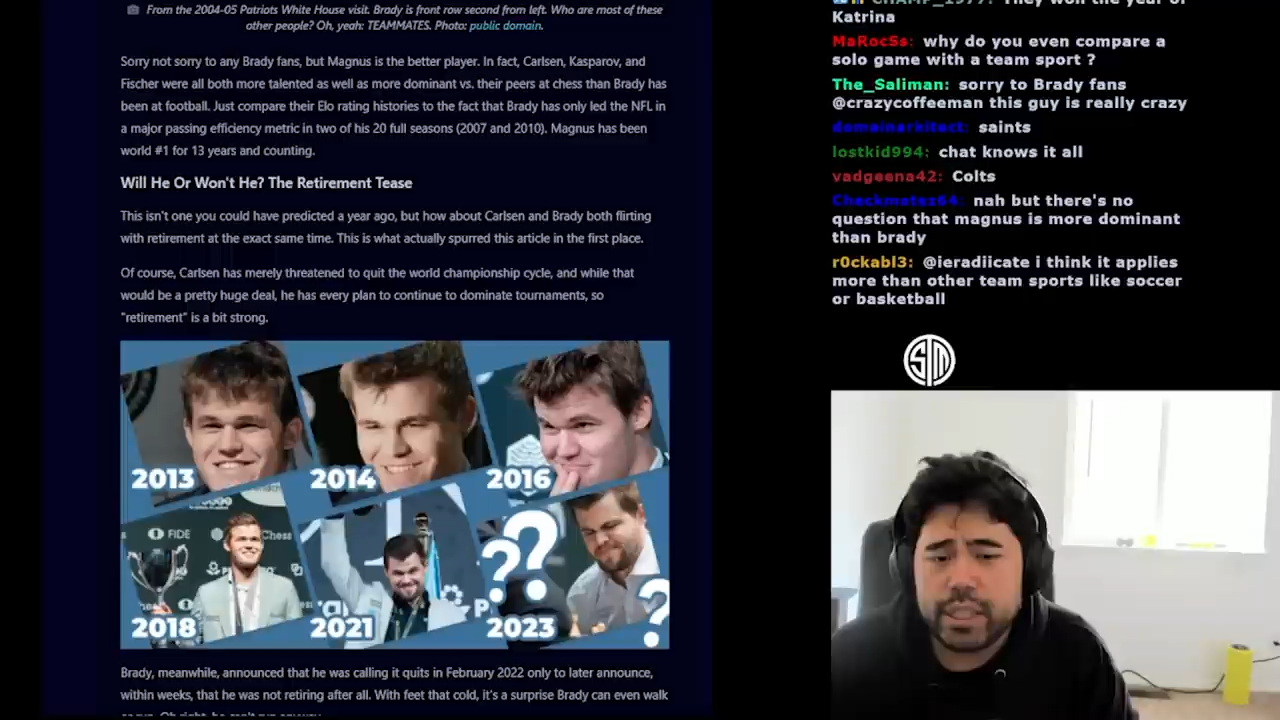 From the 2004-05 Patriots White House visit. Brady is front row second from left. Who are most of these
other people? Oh, yeah: TEAMMATES. Photo: public domain.
Sorry not sorry to any Brady fans, but Magnus is the better player. In fact, Carlsen, Kasparov, and
Fischer were all both more talented as well as more dominant vs. their peers at chess than Brady has
been at football. Just compare their Elo rating histories to the fact that Brady has only led the NFL in
a major passing efficiency metric in two of his 20 full seasons (2007 and 2010). Magnus has been
world #1 for 13 years and counting.
Will He Or Won't He? The Retirement Tease
This isn't one you could have predicted a year ago, but how about Carlsen and Brady both flirting
with retirement at the exact same time. This is what actually spurred this article in the first place.
Of course, Carlsen has merely threatened to quit the world championship cycle, and while that
would be a pretty huge deal, he has every plan to continue to dominate tournaments, so
"retirement" is a bit strong.
2013
2014
2016
FIDE
Chess
2018
2021
??
2023
?
Brady, meanwhile, announced that he was calling it quits in February 2022 only to later announce,
within weeks, that he was not retiring after all. With feet that cold, it's a surprise Brady can even walk
CHAMP_1977: They won the year of
Katrina
MaRocSs: why do you even compare a
solo game with a team sport ?
The_Saliman: sorry to Brady fans
@crazycoffeeman this guy is really crazy
domainarkitect: saints
lostkid994: chat knows it all
vadgeena42: Colts
Checkmatez64: nah but there's no
question that magnus is more dominant
than brady
r0ckabl3: @ieradiicate i think it applies
more than other team sports like soccer
or basketball
TSM